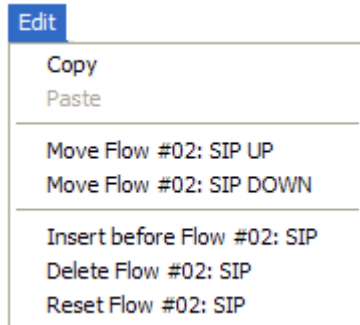 Edit
Copy
Paste
Move Flow #02: SIP UP
Move Flow #02: SIP DOWN
Insert before Flow #02: SIP
Delete Flow #02: SIP
Reset Flow #02: SIP